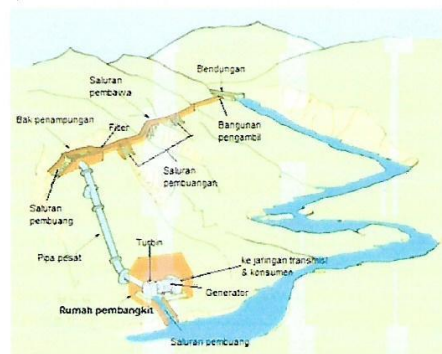 Bendungan
Saluran
pembawa
Bak penampungan
Filter
Bangunan
pengambil
Saluran
pembuangan
Saluran
pembuang
Pipa pesat
Turbin
ke jaringan transmisi
& konsumen
Generator
Rumah pembangkit
Saluran pembuang